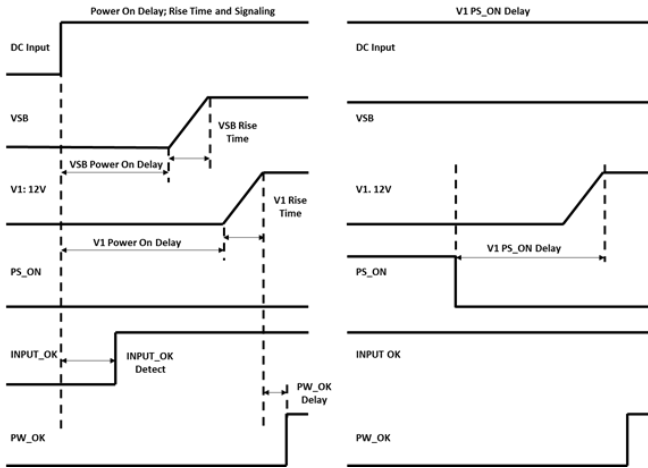 Power On Delay; Rise Time and Signaling
DC Input
VSB
VSB Rise
Time
VSB Power On Delay
V1: 12V
V1 Rise
Time
V1 Power On Delay
PS_ON
INPUT_OK
INPUT_OK
Detect
PW_OK
Delay
PW_OK
V1 PS_ON Delay
DC Input
VSB
V1. 12V
V1 PS_ON Delay
PS_ON
INPUT OK
PW_OK